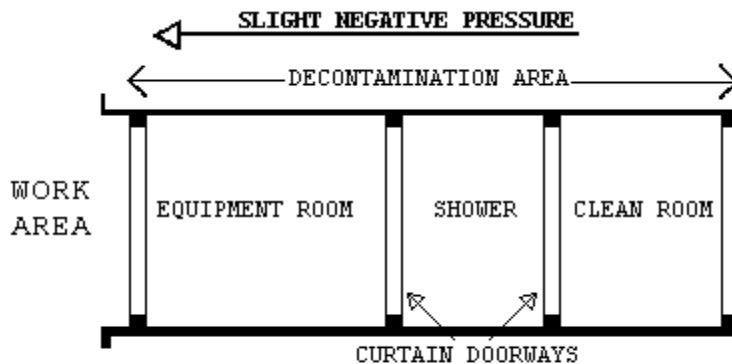 SLIGHT NEGATIVE PRESSURE
DECONTAMINATION AREA
WORK
AREA
EQUIPMENT ROOM
SHOWER
CLEAN ROOM
CURTAIN DOORWAYS